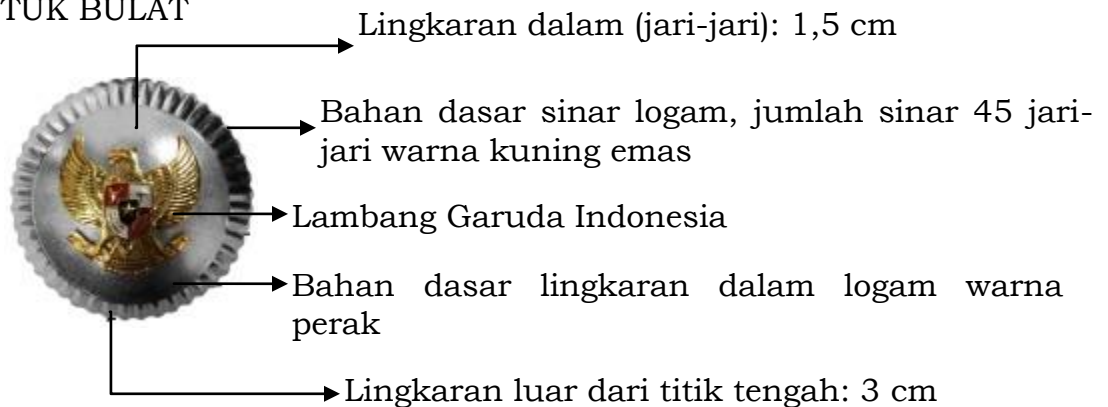 TUK BULAT
Lingkaran dalam (jari-jari): 1,5 cm
Bahan dasar sinar logam, jumlah sinar 45 jari-
jari warna kuning emas
Lambang Garuda Indonesia
Bahan dasar lingkaran dalam logam warna
perak
Lingkaran luar dari titik tengah: 3 cm